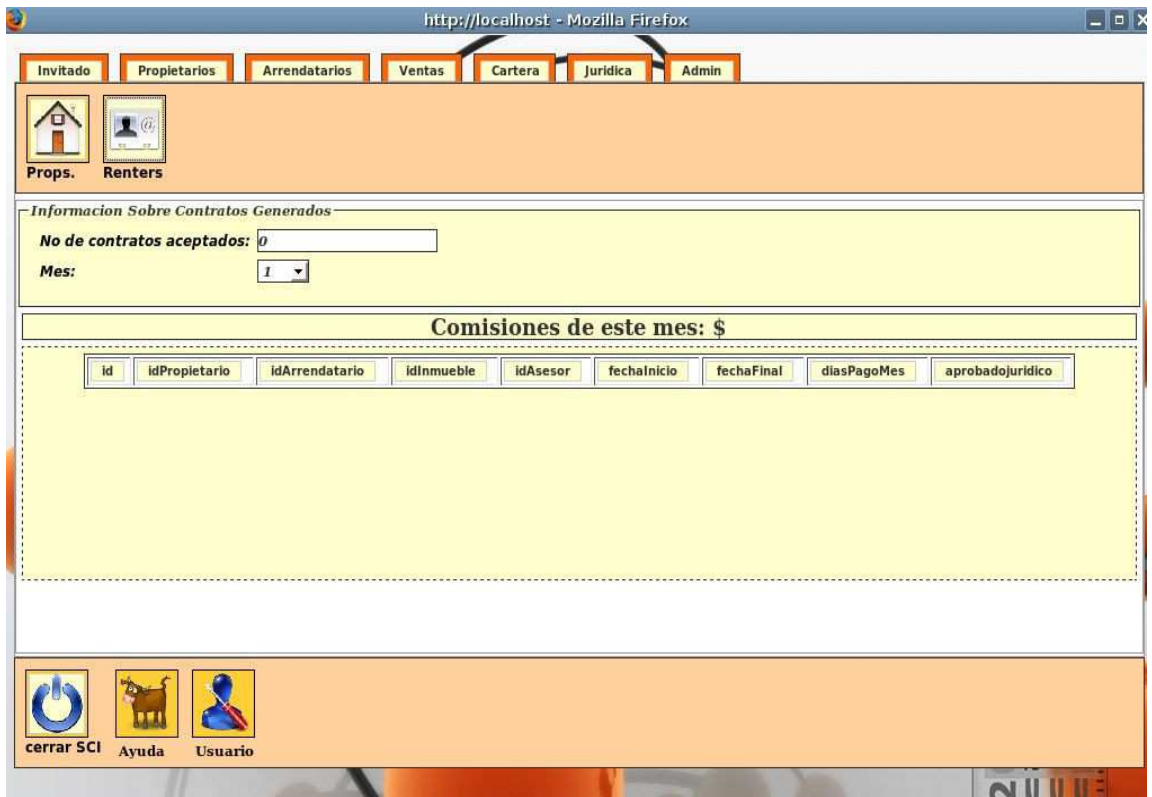 http://localhost - Mozilla Firefox
Invitado Propietarios Arrendatarios Ventas Cartera Juridica Admin
Props. Renters
Informacion Sobre Contratos Generados
No de contratos aceptados: 0
Mes: 1
Comisiones de este mes: $
id idPropietario idArrendatario idInmueble idAsesor fechaInicio fechaFinal diasPagoMes aprobadojuridico
cerrar SCI Ayuda Usuario